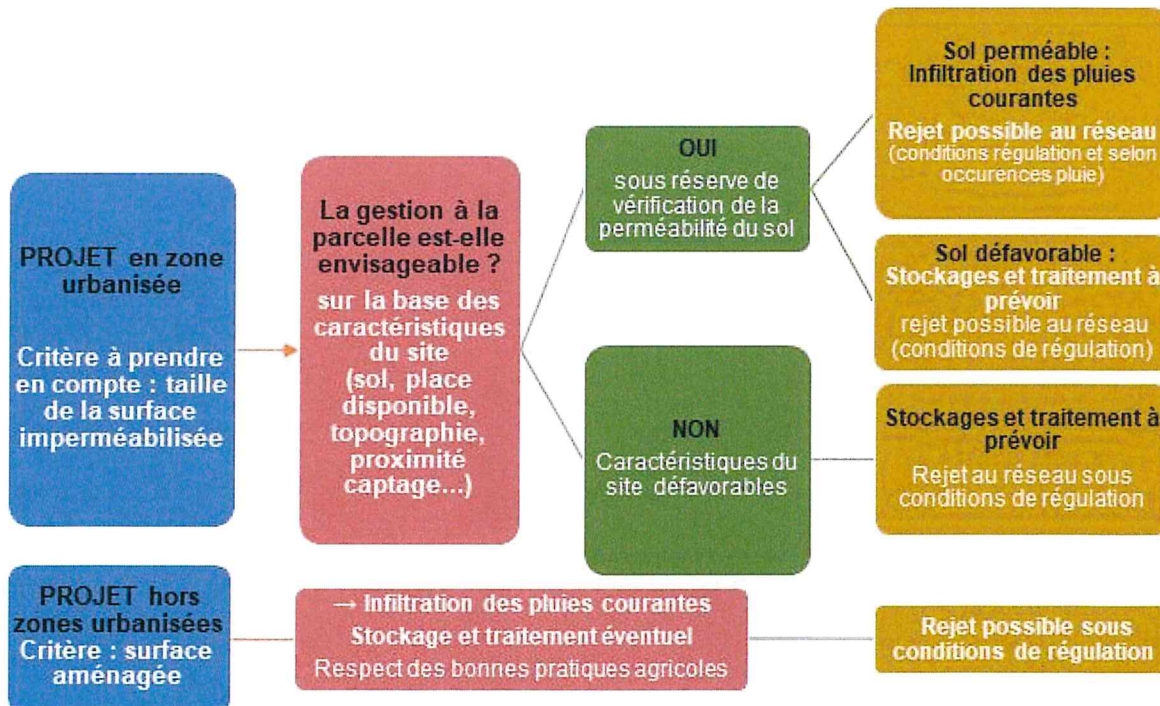 PROJET en zone
urbanisée
Critère à prendre
en compte : taille
de la surface
imperméabilisée
La gestion à la
parcelle est-elle
envisageable ?
sur la base des
caractéristiques
du site
(sol, place
disponible,
topographie,
proximité
captage...)
OUI
sous réserve de
vérification de la
perméabilité du sol
Sol perméable :
Infiltration des pluies
courantes
Rejet possible au réseau
(conditions régulation et selon
occurences pluie)
Sol défavorable :
Stockages et traitement à
prévoir
rejet possible au réseau
(conditions de régulation)
NON
Caractéristiques du
site défavorables
Stockages et traitement à
prévoir
Rejet au réseau sous
conditions de régulation
PROJET hors
zones urbanisées
Critère : surface
aménagée
→ Infiltration des pluies courantes
Stockage et traitement éventuel
Respect des bonnes pratiques agricoles
Rejet possible sous
conditions de régulation